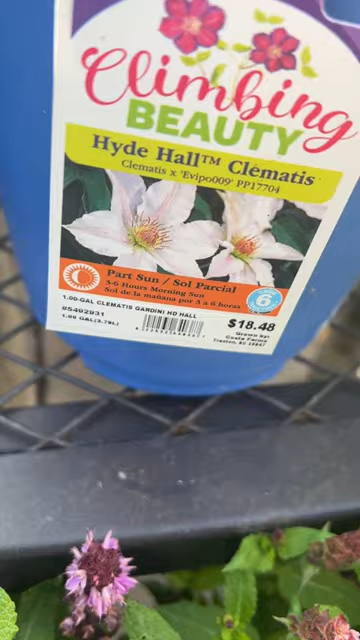 Climbing
BEAUTY
Hyde Hall™ Clematis
Clematis x 'Evipo009' PP17704
Part Sun / Sol Parcial
3-6 Hours Morning Sun
Sol de la mañana por 3 a 6 horas
6
1.00-GAL CLEMATIS GARDINI HD HALL
#5492931
1.00 GAL(3.79L)
$18.48
Grown by:
Costa Farms